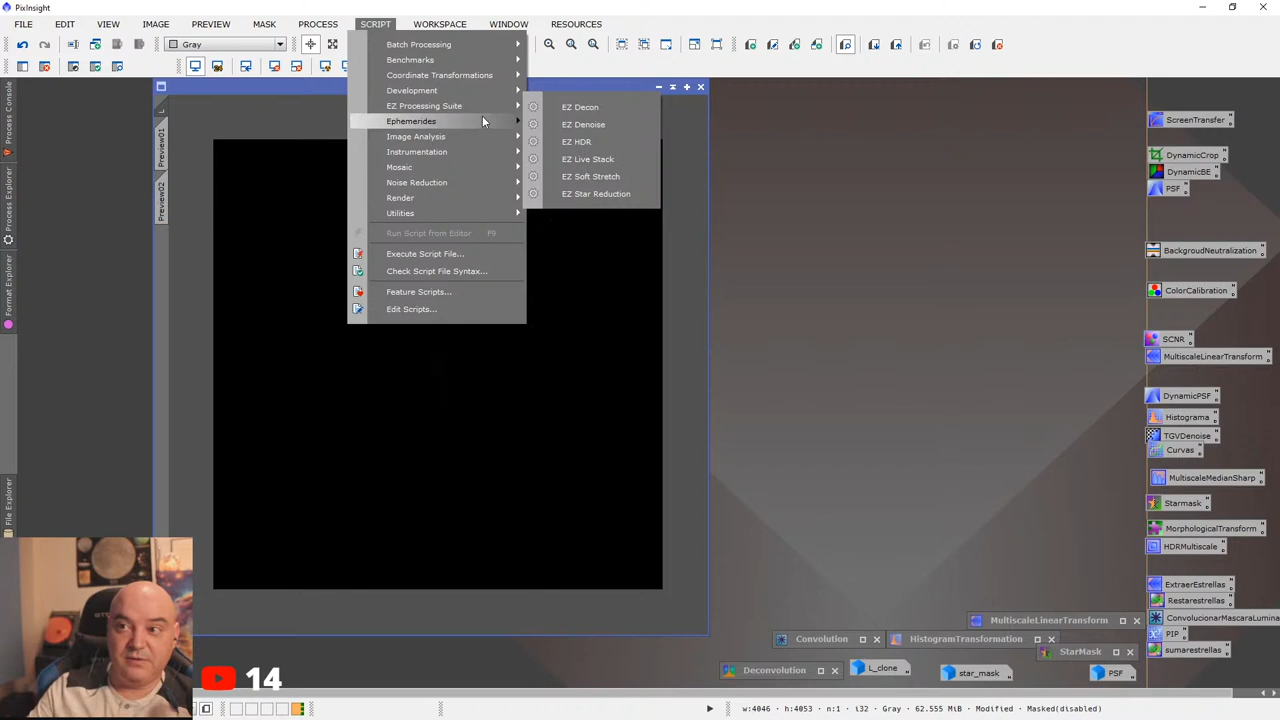 PixInsight
FILE EDIT VIEW IMAGE PREVIEW MASK PROCESS SCRIPT WORKSPACE WINDOW RESOURCES
Gray
Batch Processing
Benchmarks
Coordinate Transformations
Development
EZ Processing Suite
Ephemerides
Image Analysis
Instrumentation
Mosaic
Noise Reduction
Render
Utilities
Run Script from Editor F9
Execute Script File...
Check Script File Syntax...
Feature Scripts...
Edit Scripts...
EZ Decon
EZ Denoise
EZ HDR
EZ Live Stack
EZ Soft Stretch
EZ Star Reduction
Process Console
Process Explorer
Format Explorer
File Explorer
Preview01
Preview02
ScreenTransfer
DynamicCrop
DynamicBE
PSF
BackgroudNeutralization
ColorCalibration
SCNR
MultiscaleLinearTransform
DynamicPSF
Histograma
TGVDenoise
Curvas
MultiscaleMedianSharp
Starmask
MorphologicalTransform
HDRMultiscale
ExtraerEstrellas
Restarestrellas
ConvolucionarMascaraLumina
PIP
sumarestrellas
MultiscaleLinearTransform
Convolution
HistogramTransformation
StarMask
Deconvolution
L_clone
star_mask
PSF
14
w:4046 h:4053 n:1 i32 Gray 62.555 MiB Modified Masked(disabled)